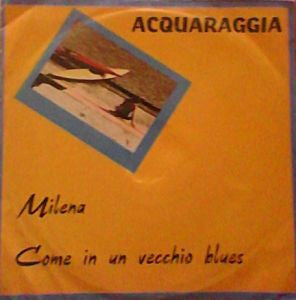 ACQUARAGGIA
Milena
Come in un vecchio blues